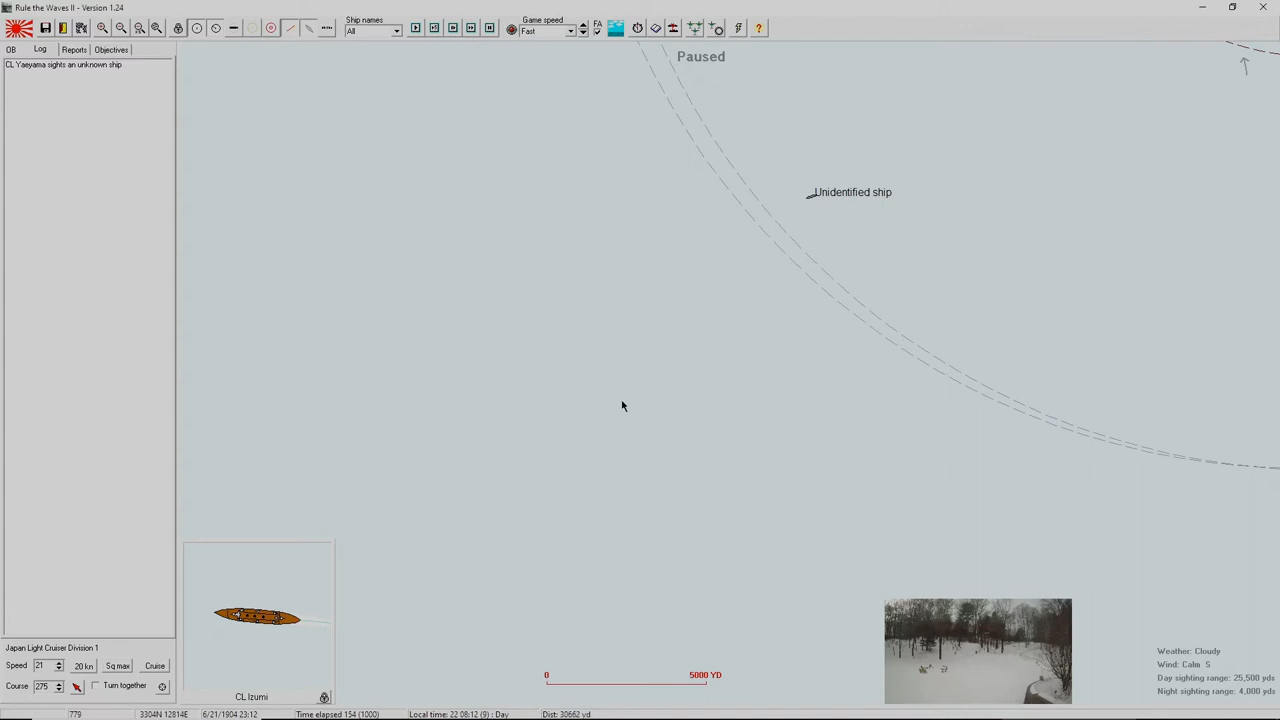 Rule the Waves II - Version 1.24
Ship names
All
Game speed
Fast
FA
OB Log Reports Objectives
CL Yaeyama sights an unknown ship
Paused
Unidentified ship
Japan Light Cruiser Division 1
Speed 21 20 kn Sq max Cruise
Course 275 Turn together
CL Izumi
0 5000 YD
Weather: Cloudy
Wind: Calm S
Day sighting range: 25,500 yds
Night sighting range: 4,000 yds
779 3304N 12814E 6/21/1904 23:12 Time elapsed 154 (1000) Local time: 22 08:12 (9) : Day Dist: 30662 yd